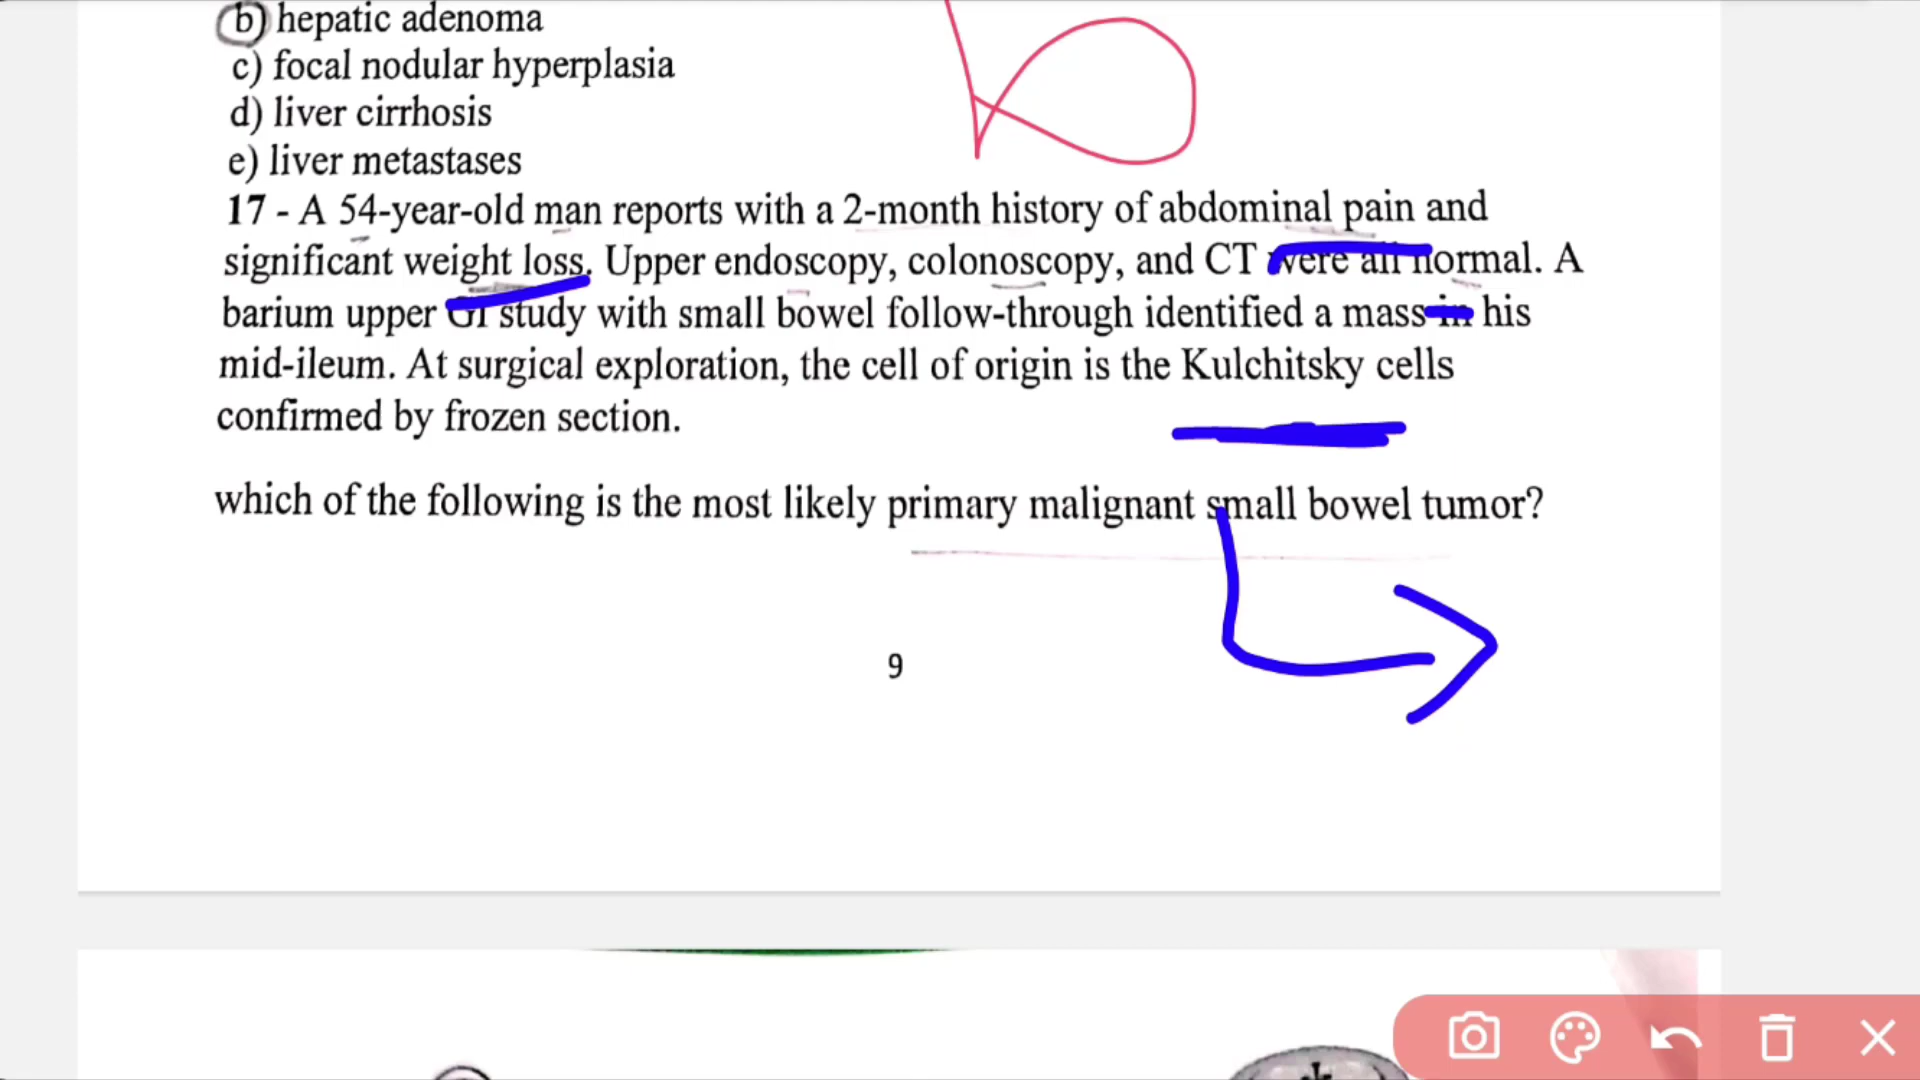 b) hepatic adenoma
c) focal nodular hyperplasia
d) liver cirrhosis
e) liver metastases
17 - A 54-year-old man reports with a 2-month history of abdominal pain and
significant weight loss. Upper endoscopy, colonoscopy, and CT were all normal. A
barium upper GI study with small bowel follow-through identified a mass in his
mid-ileum. At surgical exploration, the cell of origin is the Kulchitsky cells
confirmed by frozen section.
which of the following is the most likely primary malignant small bowel tumor?
9